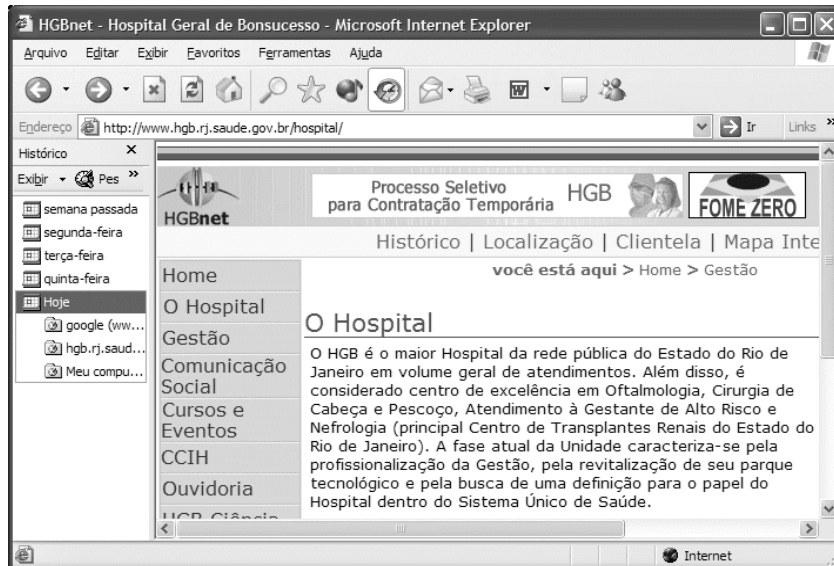 HGBnet - Hospital Geral de Bonsucesso - Microsoft Internet Explorer
Arquivo Editar Exibir Favoritos Ferramentas Ajuda
Endereço http://www.hgb.rj.saude.gov.br/hospital/ Ir Links »
Histórico ×
Exibir Pes »
semana passada
segunda-feira
terça-feira
quinta-feira
Hoje
google (ww...
hgb.rj.saud...
Meu compu...
HGBnet
Processo Seletivo
para Contratação Temporária HGB
FOME ZERO
Histórico | Localização | Clientela | Mapa Inte
você está aqui > Home > Gestão
Home
O Hospital
Gestão
Comunicação
Social
Cursos e
Eventos
CCIH
Ouvidoria
HGB Ciência
O Hospital
O HGB é o maior Hospital da rede pública do Estado do Rio de
Janeiro em volume geral de atendimentos. Além disso, é
considerado centro de excelência em Oftalmologia, Cirurgia de
Cabeça e Pescoço, Atendimento à Gestante de Alto Risco e
Nefrologia (principal Centro de Transplantes Renais do Estado do
Rio de Janeiro). A fase atual da Unidade caracteriza-se pela
profissionalização da Gestão, pela revitalização de seu parque
tecnológico e pela busca de uma definição para o papel do
Hospital dentro do Sistema Único de Saúde.
Internet